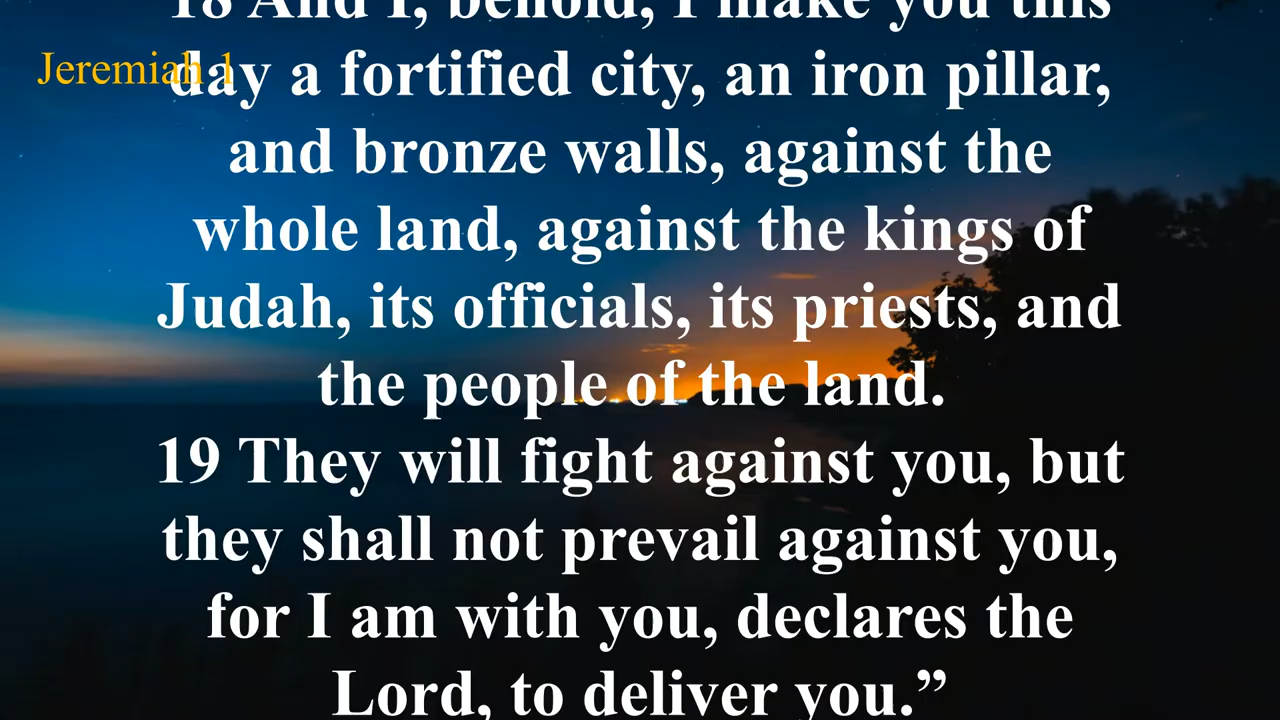 18 And I, behold, I make you this
Jeremiah 1
day a fortified city, an iron pillar,
and bronze walls, against the
whole land, against the kings of
Judah, its officials, its priests, and
the people of the land.
19 They will fight against you, but
they shall not prevail against you,
for I am with you, declares the
Lord, to deliver you.”